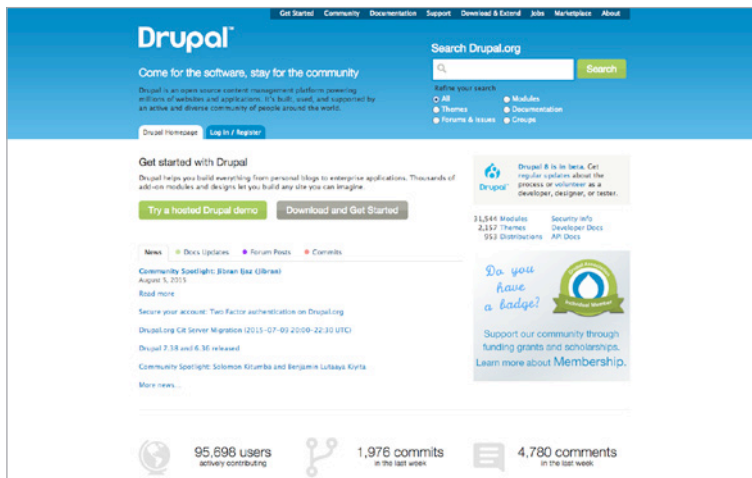 Get Started Community Documentation Support Download & Extend Jobs Marketplace About
Drupal™
Come for the software, stay for the community
Drupal is an open source content management platform powering
millions of websites and applications. It's built, used, and supported by
an active and diverse community of people around the world.
Search Drupal.org
Search
Refine your search
All
Modules
Themes
Documentation
Forums & Issues
Groups
Drupal Homepage
Log In / Register
Get started with Drupal
Drupal helps you build everything from personal blogs to enterprise applications. Thousands of
add-on modules and designs let you build any site you can imagine.
Try a hosted Drupal demo
Download and Get Started
News
Docs Updates
Forum Posts
Commits
Community Spotlight: Jibran Ijaz (Jibran)
August 5, 2015
Read more
Secure your account: Two Factor authentication on Drupal.org
Drupal.org Git Server Migration (2015-07-03 20:00-22:30 UTC)
Drupal 7.38 and 6.36 released
Community Spotlight: Solomon Kitumba and Benjamin Lutaaya Kiyita
More news...
Drupal™
Drupal 8 is in beta. Get
regular updates about the
process or volunteer as a
developer, designer, or tester.
31,544 Modules
Security Info
2,157 Themes
Developer Docs
953 Distributions
API Docs
Do you
have
a badge?
Drupal Association
Individual Member
Support our community through
funding grants and scholarships.
Learn more about Membership.
95,698 users
actively contributing
1,976 commits
in the last week
4,780 comments
in the last week